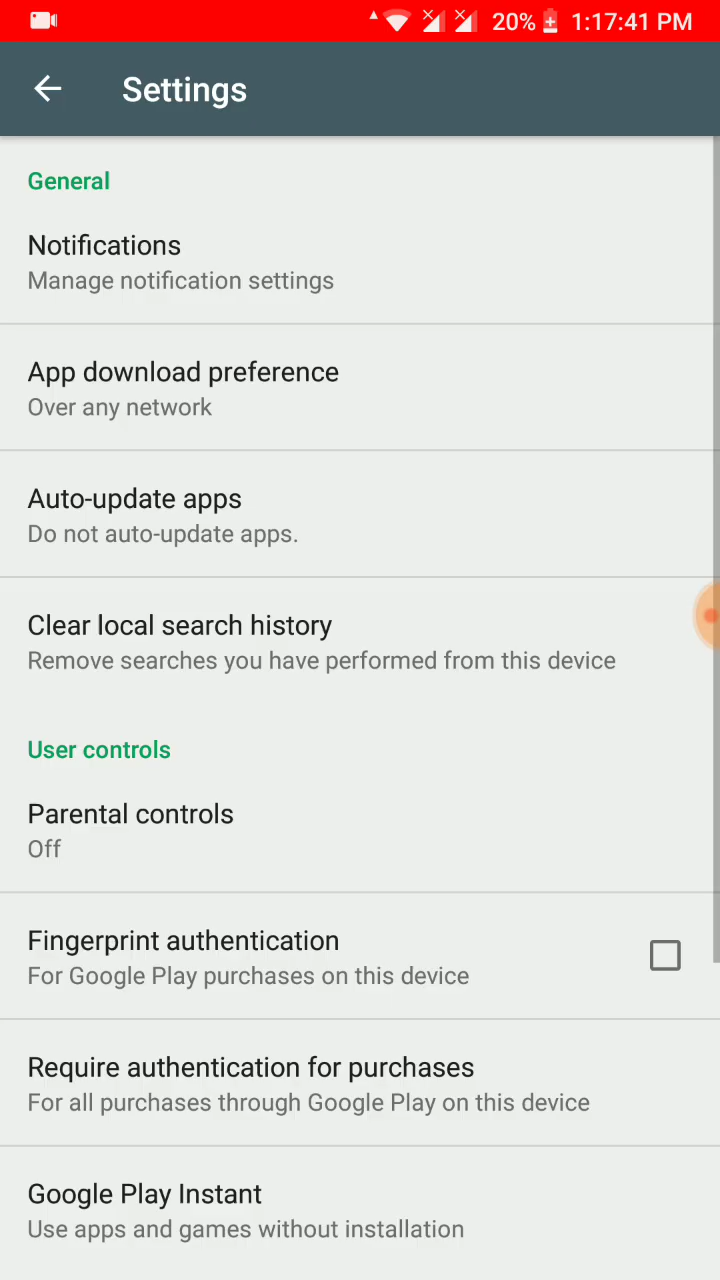 20% 1:17:41 PM
Settings
General
Notifications
Manage notification settings
App download preference
Over any network
Auto-update apps
Do not auto-update apps.
Clear local search history
Remove searches you have performed from this device
User controls
Parental controls
Off
Fingerprint authentication
For Google Play purchases on this device
Require authentication for purchases
For all purchases through Google Play on this device
Google Play Instant
Use apps and games without installation